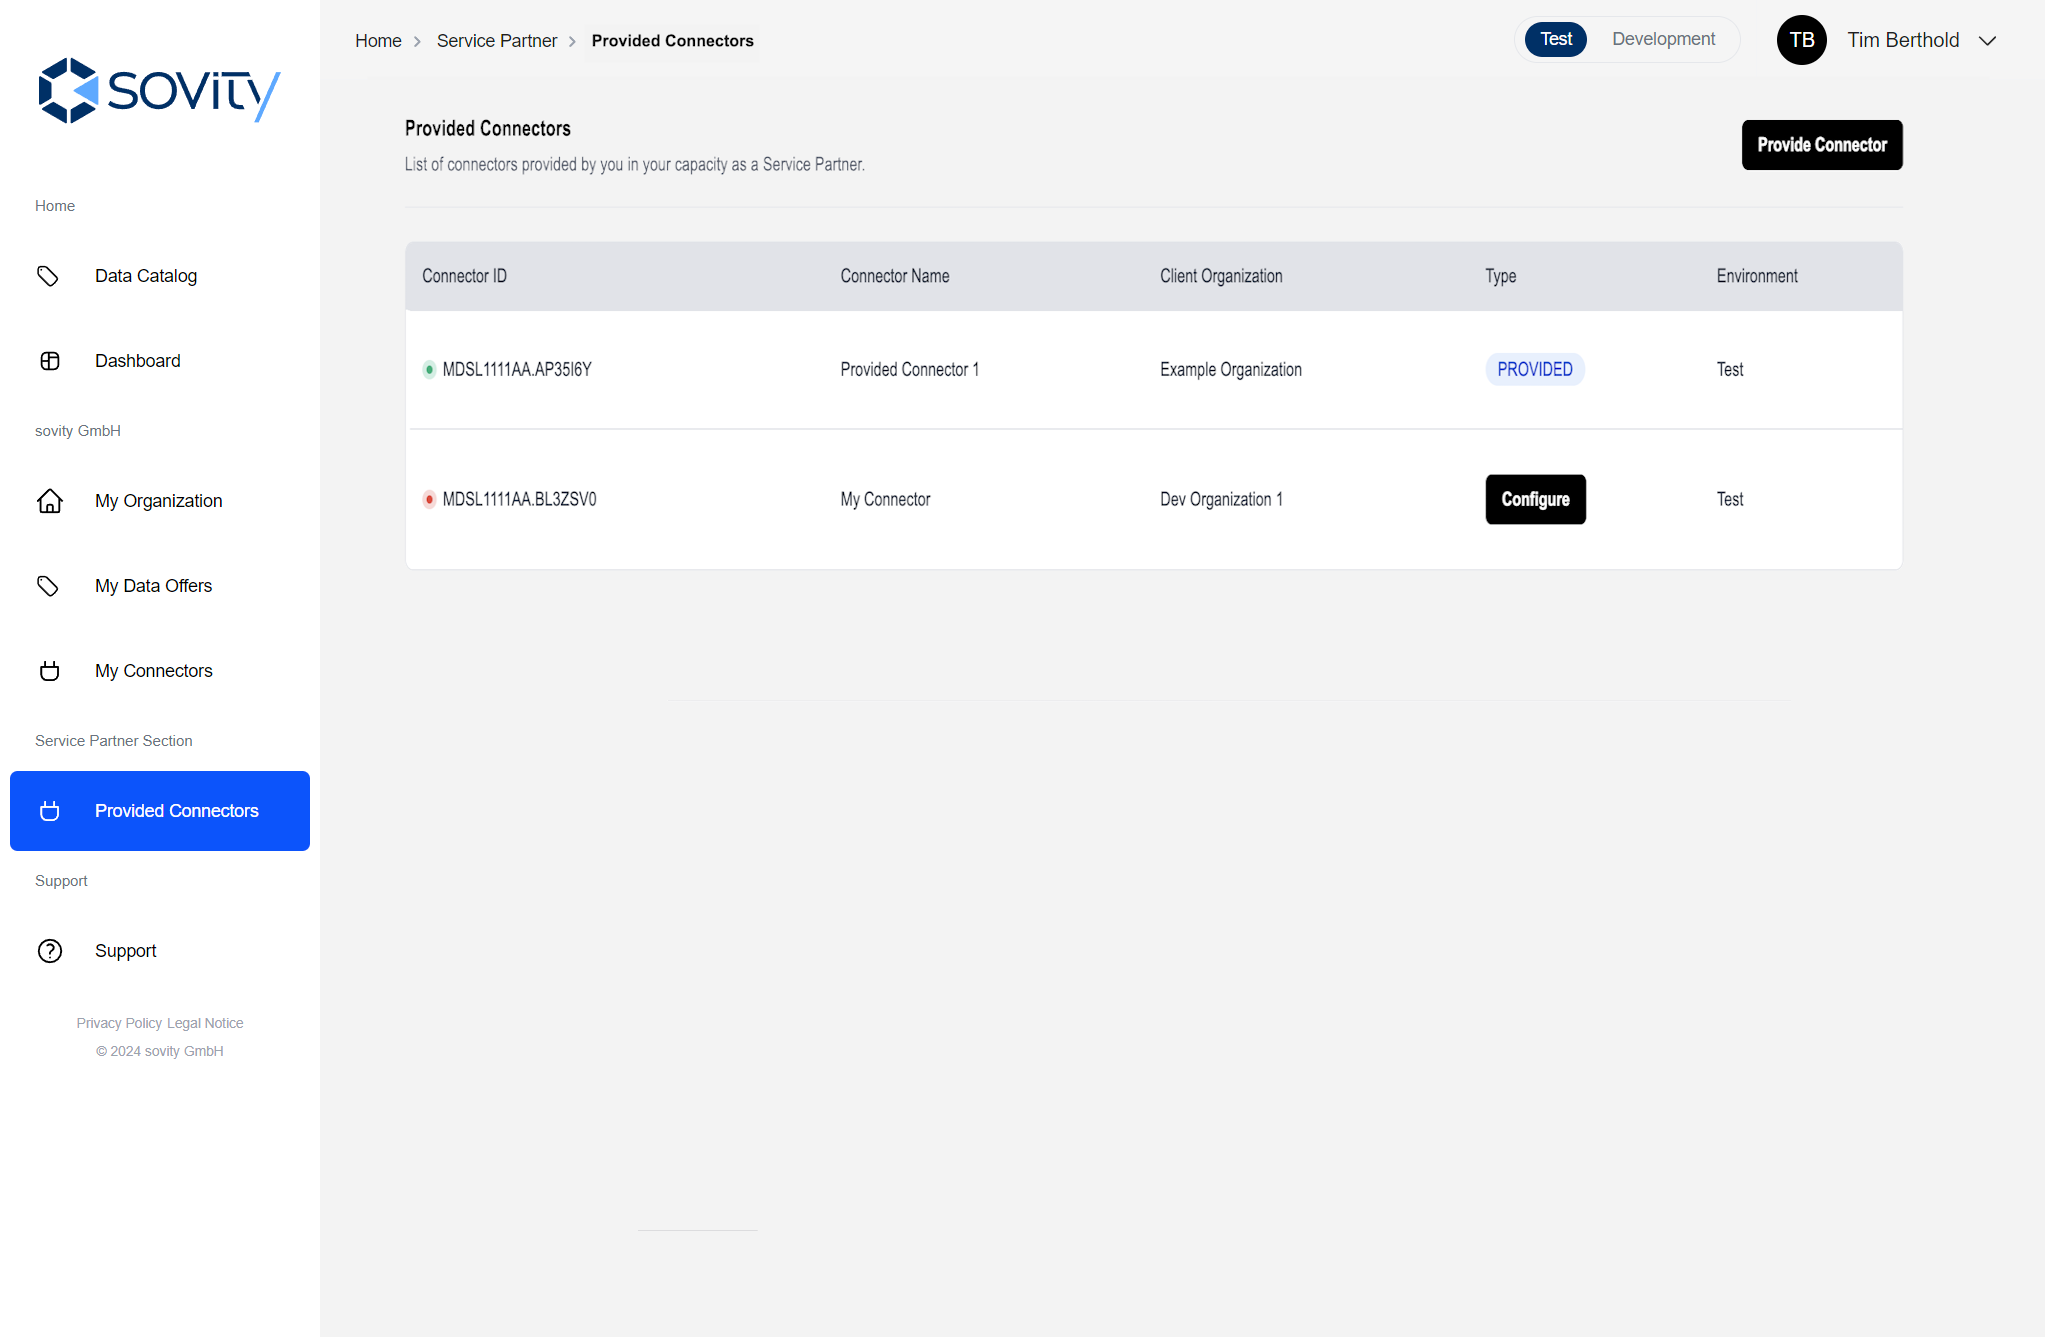 sovity
Home
Data Catalog
Dashboard
sovity GmbH
My Organization
My Data Offers
My Connectors
Service Partner Section
Provided Connectors
Support
Support
Privacy Policy Legal Notice
© 2024 sovity GmbH
Home > Service Partner > Provided Connectors
Test Development
TB Tim Berthold
Provided Connectors
List of connectors provided by you in your capacity as a Service Partner.
Provide Connector
Connector ID Connector Name Client Organization Type Environment
MDSL1111AA.AP35I6Y Provided Connector 1 Example Organization PROVIDED Test
MDSL1111AA.BL3ZSV0 My Connector Dev Organization 1 Configure Test